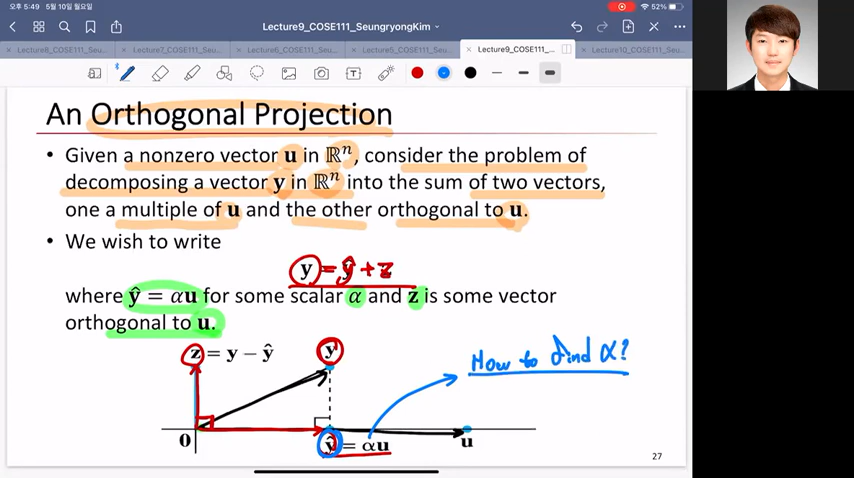 오후 5:49 5월 10일 월요일
52%
Lecture9_COSE111_SeungryongKim
Lecture8_COSE111_Seu...
Lecture7_COSE111_Seu...
Lecture6_COSE111_Seu...
Lecture5_COSE111_Seu...
Lecture9_COSE111_...
Lecture10_COSE111_Se...
An Orthogonal Projection
• Given a nonzero vector u in ℝⁿ, consider the problem of
decomposing a vector y in ℝⁿ into the sum of two vectors,
one a multiple of u and the other orthogonal to u.
• We wish to write
y = ŷ + z
where ŷ = αu for some scalar α and z is some vector
orthogonal to u.
z = y − ŷ
y
How to find α?
0
ŷ = αu
u
27